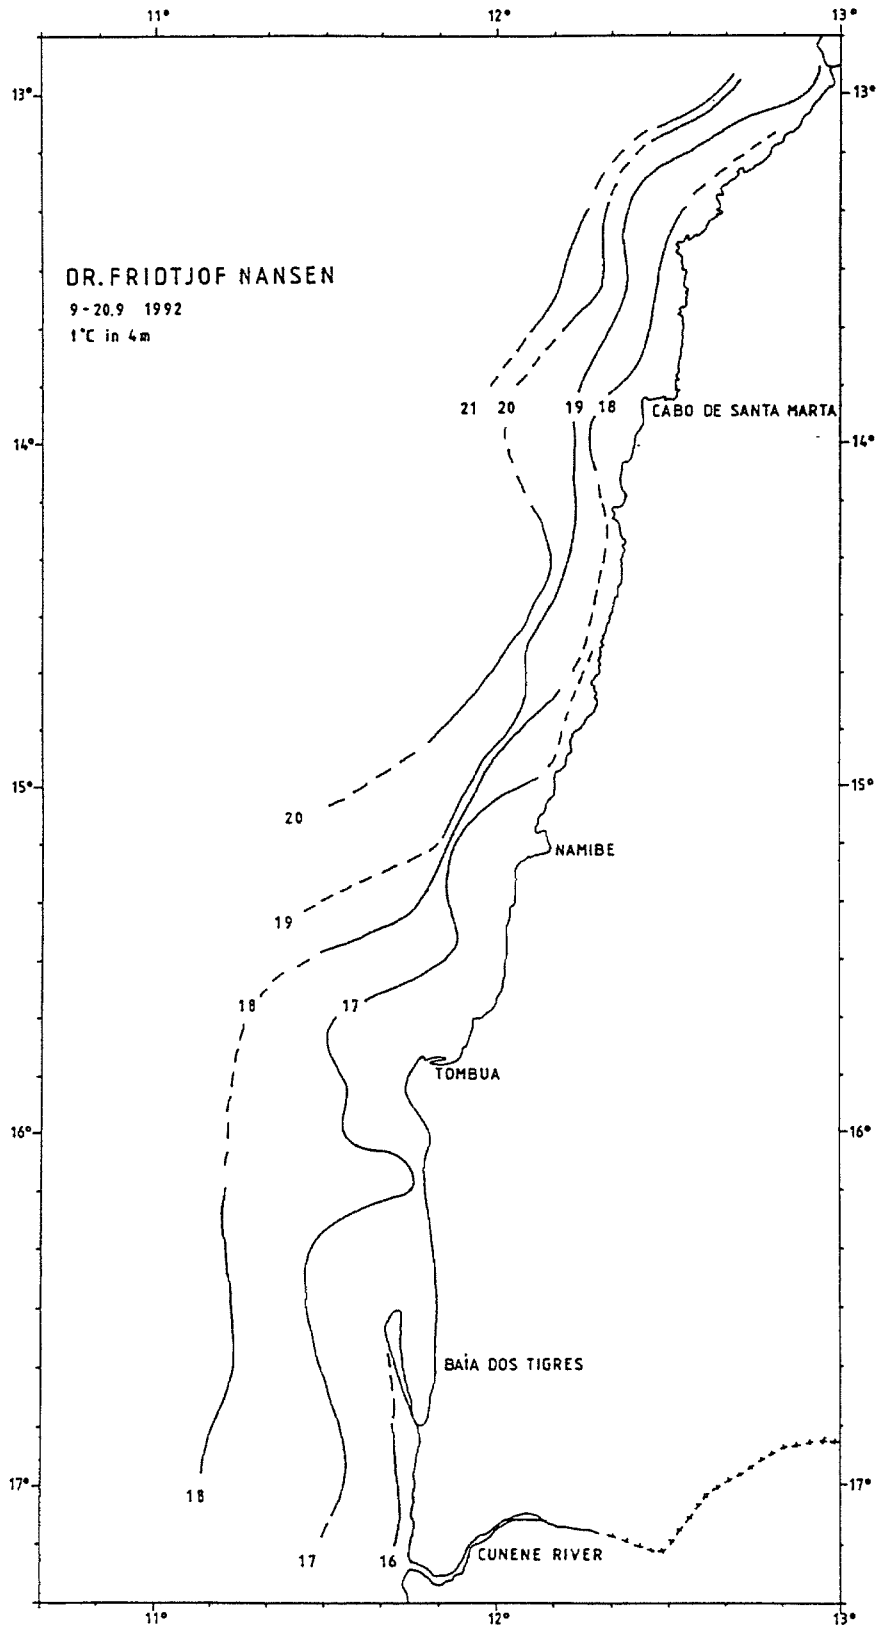 11° 12° 13°
13° 13°
DR. FRIDTJOF NANSEN
9-20.9 1992
t°C in 4m
21 20 19 18 CABO DE SANTA MARTA
14° 14°
15° 15°
20
NAMIBE
19
18 17
TOMBUA
16° 16°
BAÍA DOS TIGRES
17° 17°
18
17 16 CUNENE RIVER
11° 12° 13°